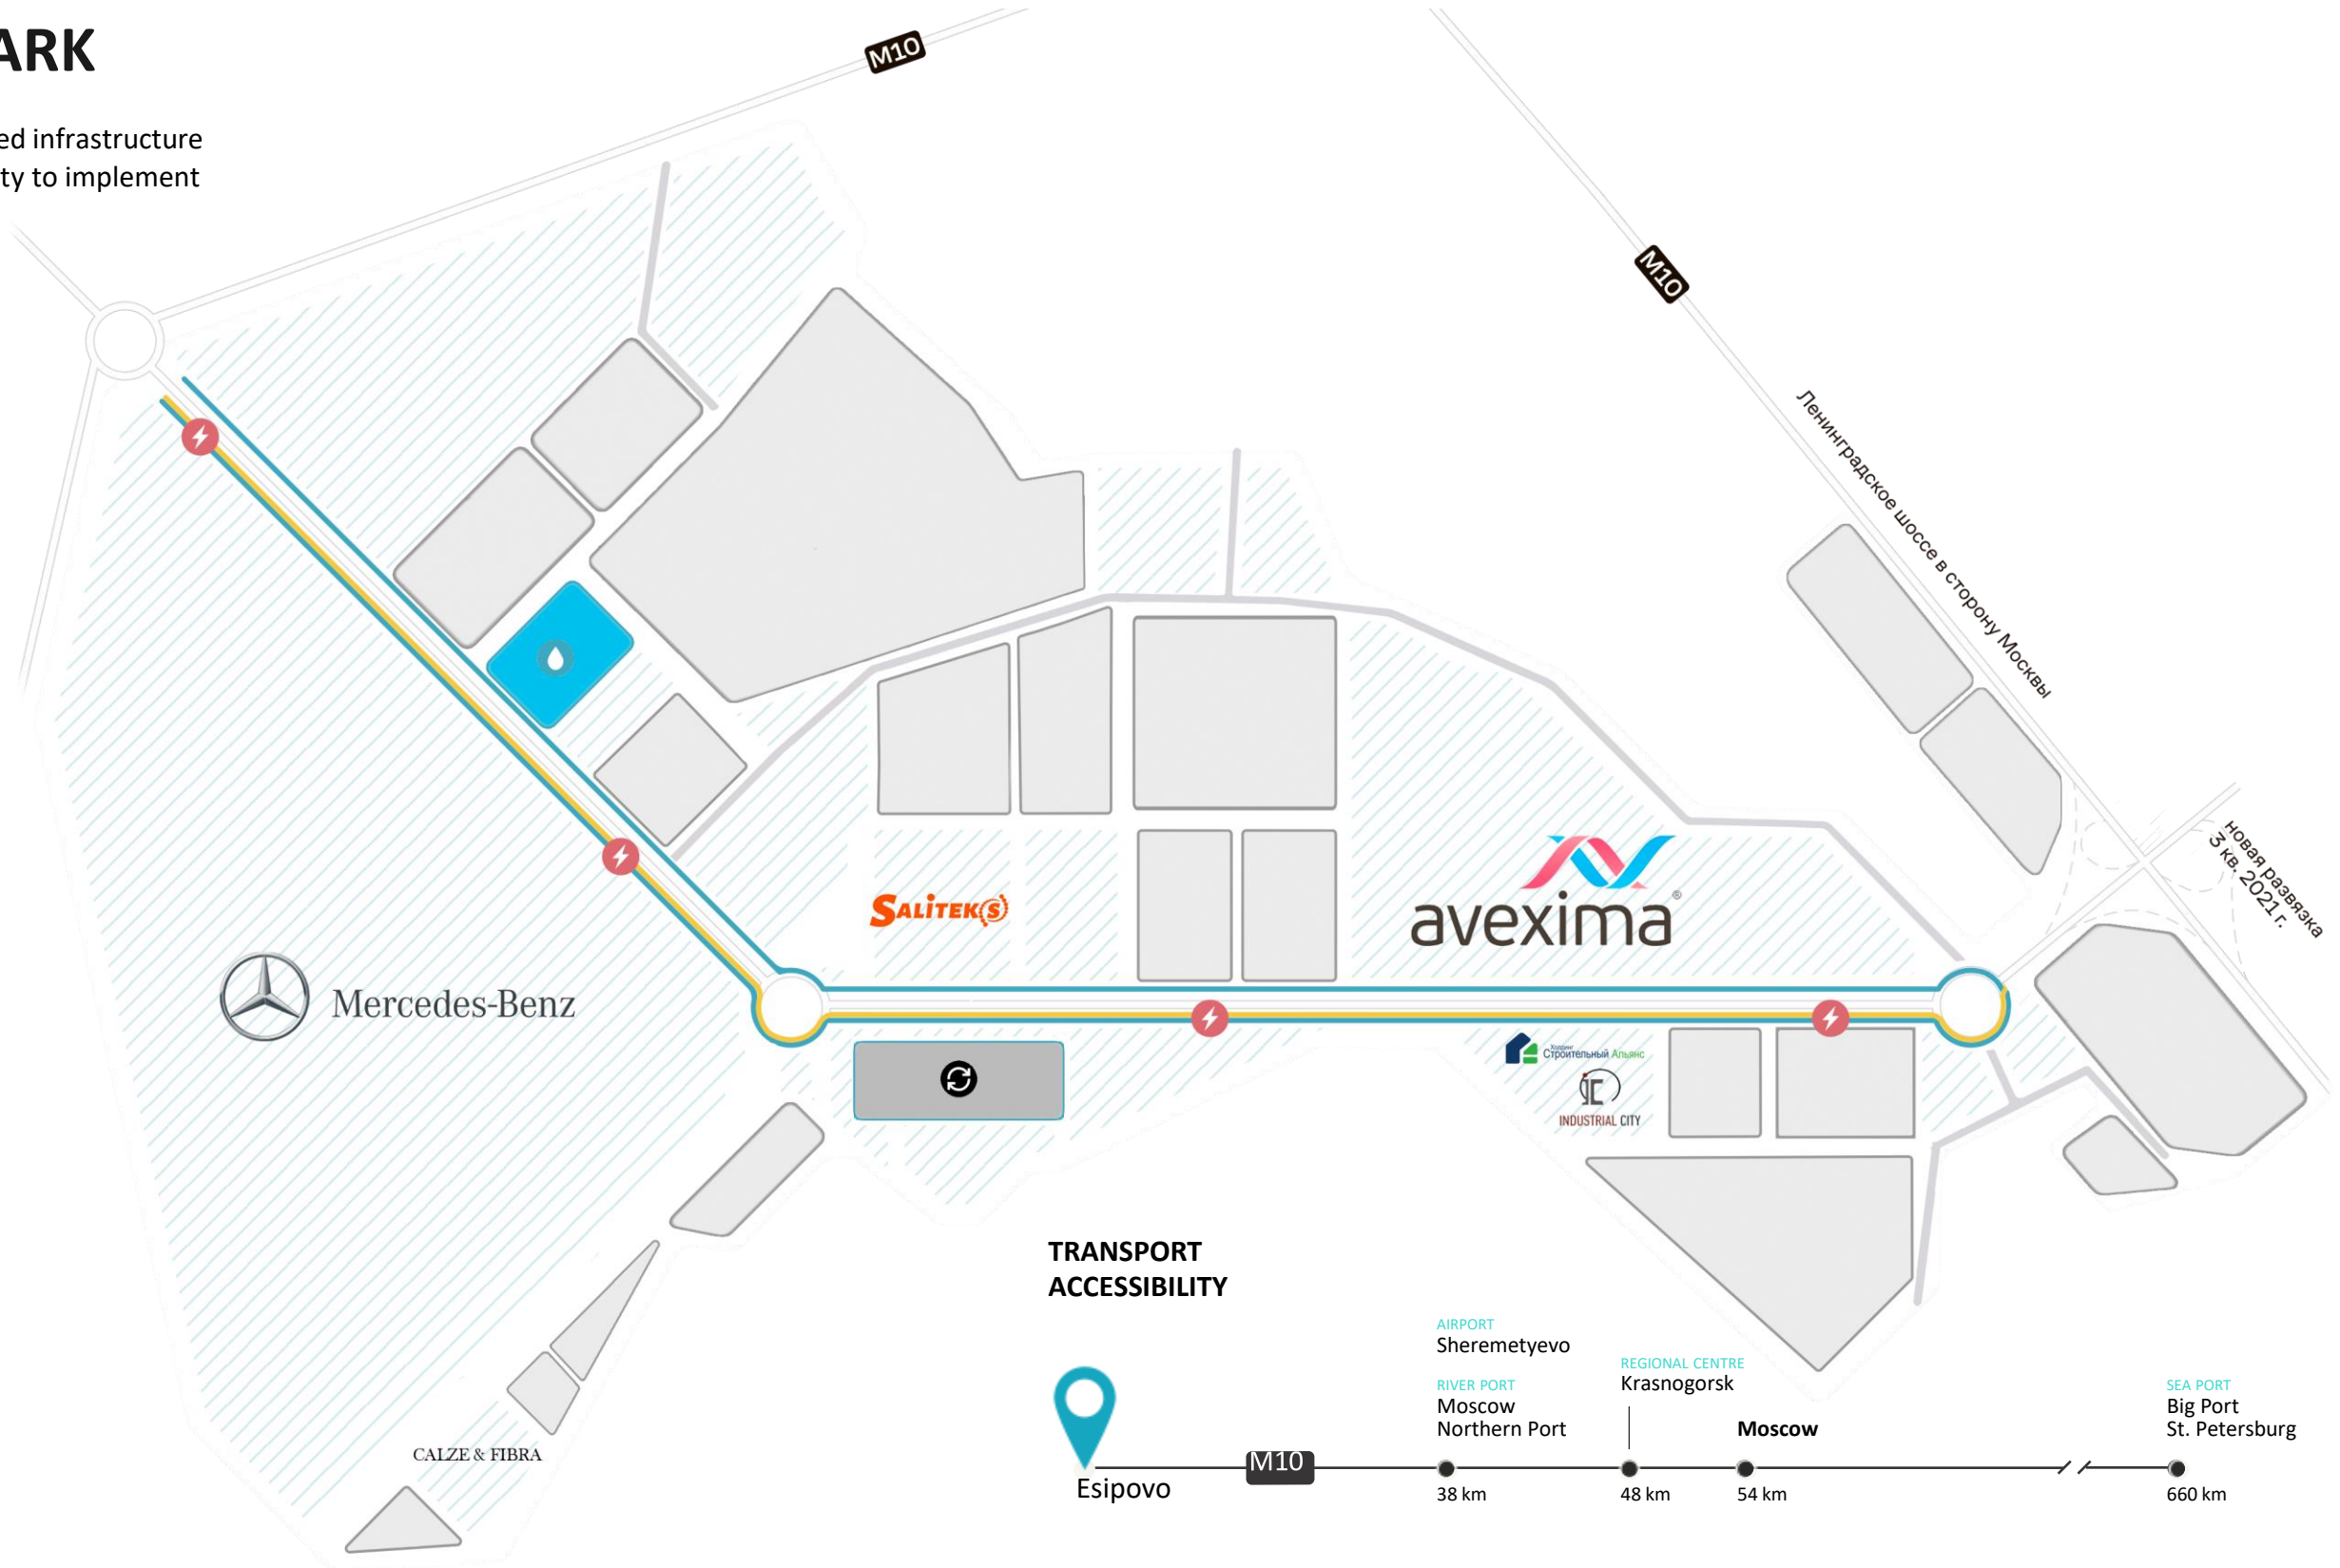 ARK
ed infrastructure
ty to implement
M10
M10
Ленинградское шоссе в сторону Москвы
новая развязка
3 кв. 2021 г.
SALITEK(S)
avexima®
Mercedes-Benz
Холдинг
Строительный Альянс
INDUSTRIAL CITY
CALZE & FIBRA
TRANSPORT
ACCESSIBILITY
AIRPORT
Sheremetyevo
RIVER PORT
Moscow
Northern Port
REGIONAL CENTRE
Krasnogorsk
Moscow
SEA PORT
Big Port
St. Petersburg
M10
Esipovo
38 km
48 km
54 km
660 km